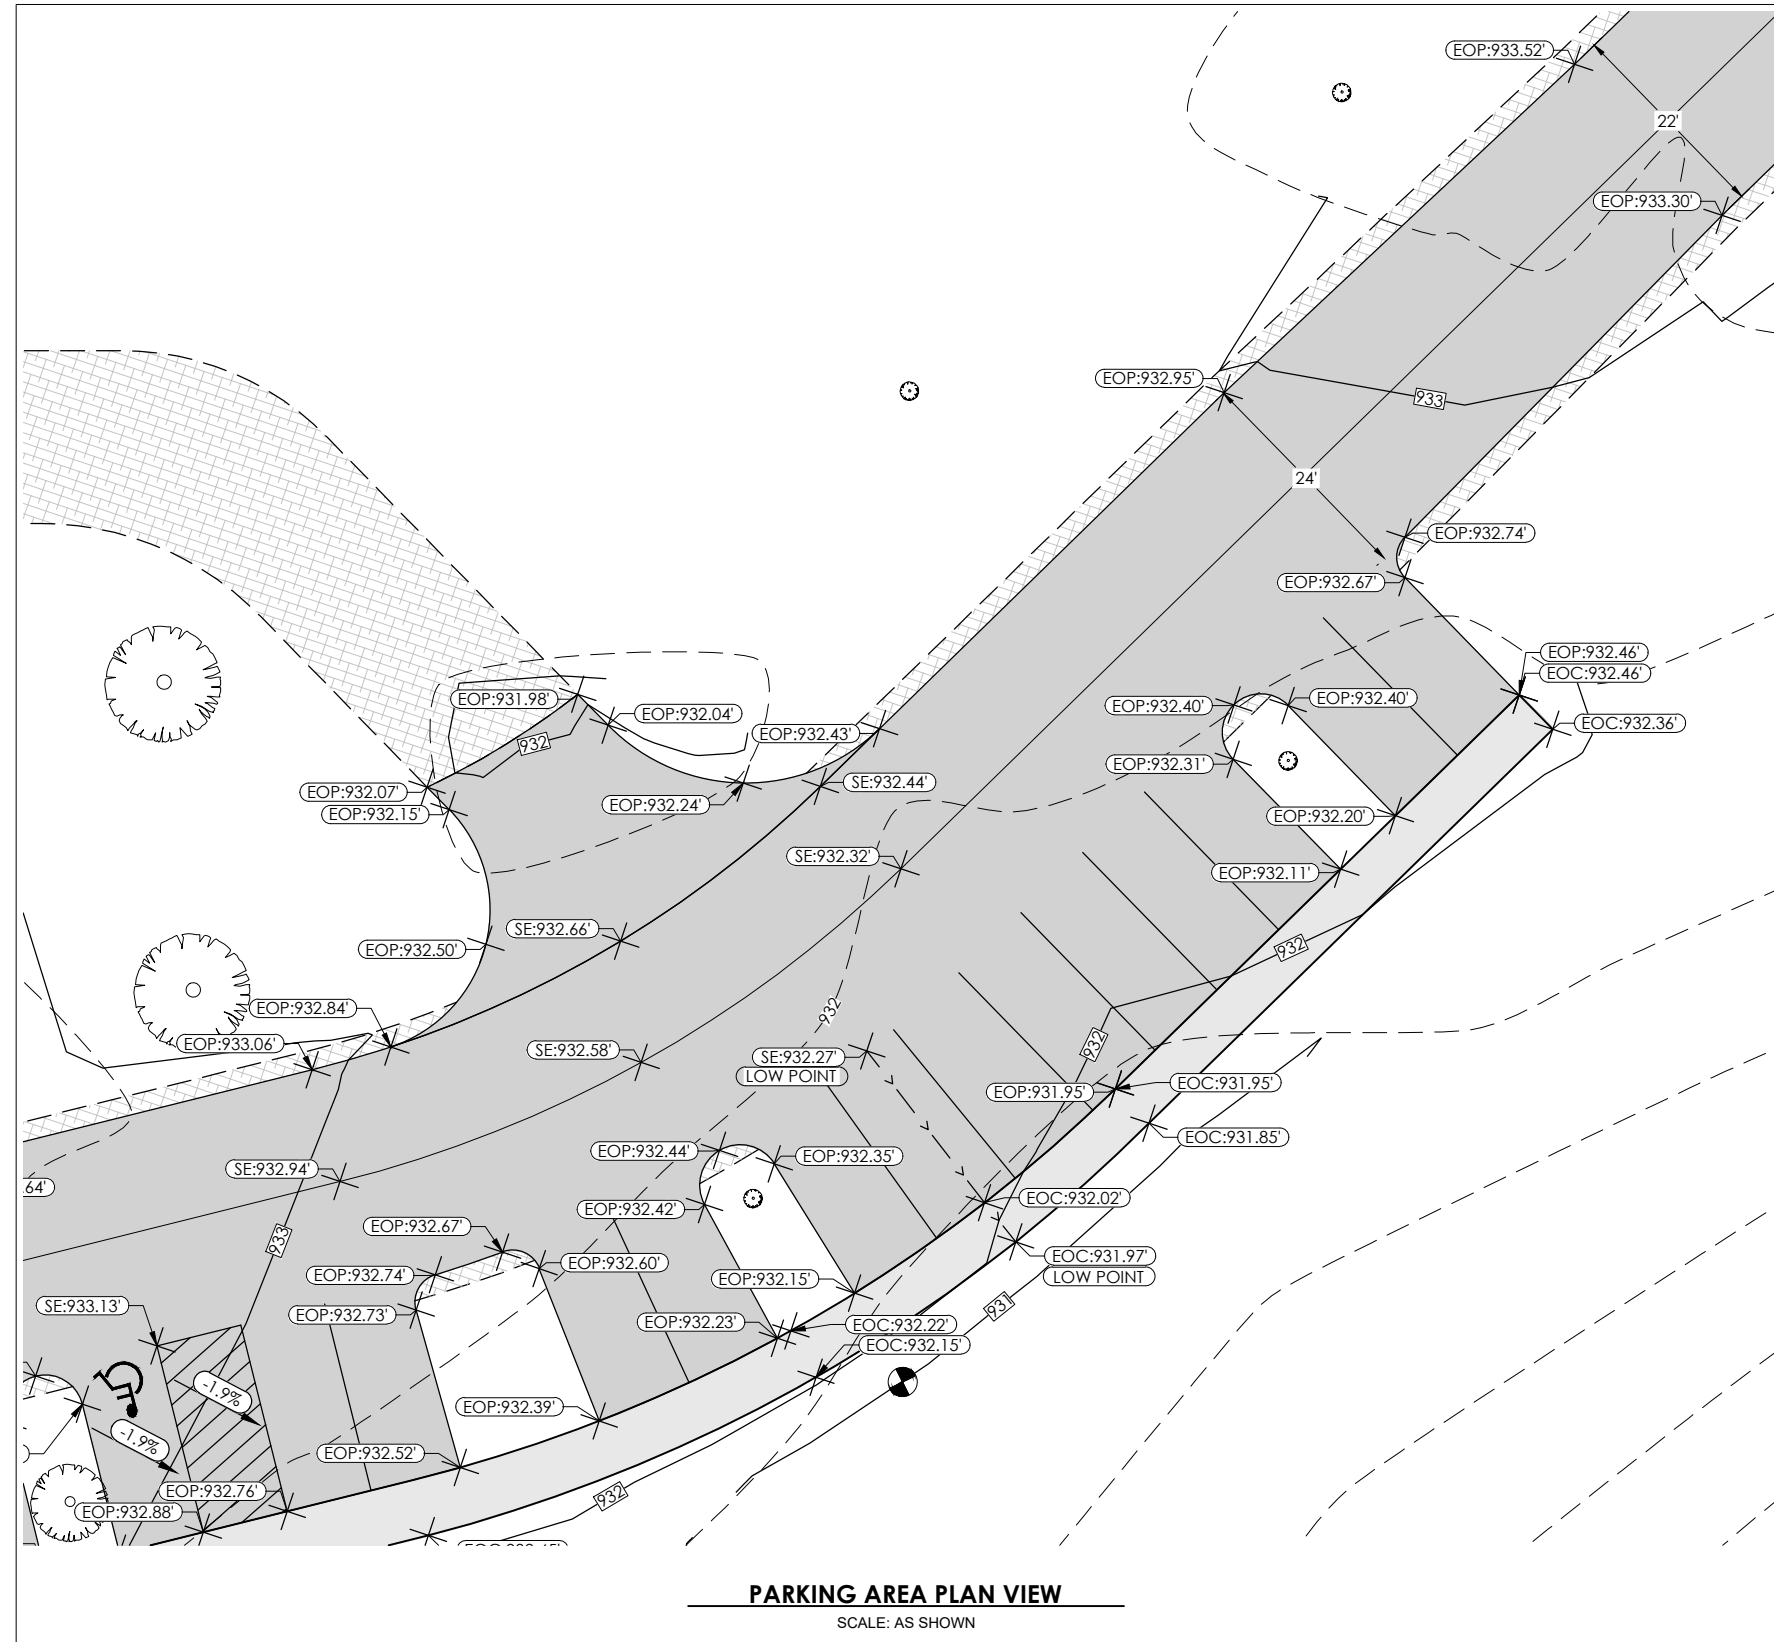 EOP:933.52'
22'
EOP:933.30'
EOP:932.95'
933
24'
EOP:932.74'
EOP:932.67'
EOP:932.46'
EOC:932.46'
EOP:931.98'
EOP:932.04'
EOP:932.40'
EOP:932.40'
EOC:932.36'
932
EOP:932.43'
EOP:932.31'
EOP:932.07'
SE:932.44'
EOP:932.15'
EOP:932.24'
EOP:932.20'
SE:932.32'
EOP:932.11'
SE:932.66'
EOP:932.50'
932
EOP:932.84'
932
EOP:933.06'
SE:932.58'
SE:932.27'
LOW POINT
932
EOP:931.95'
EOC:931.95'
EOC:931.85'
EOP:932.44'
EOP:932.35'
SE:932.94'
.64'
EOP:932.42'
EOC:932.02'
EOP:932.67'
933
EOC:931.97'
LOW POINT
EOP:932.60'
EOP:932.74'
EOP:932.15'
SE:933.13'
931
EOP:932.73'
EOP:932.23'
EOC:932.22'
EOC:932.15'
-1.9%
EOP:932.39'
-1.9%
EOP:932.52'
EOP:932.76'
932
EOP:932.88'
PARKING AREA PLAN VIEW
SCALE: AS SHOWN